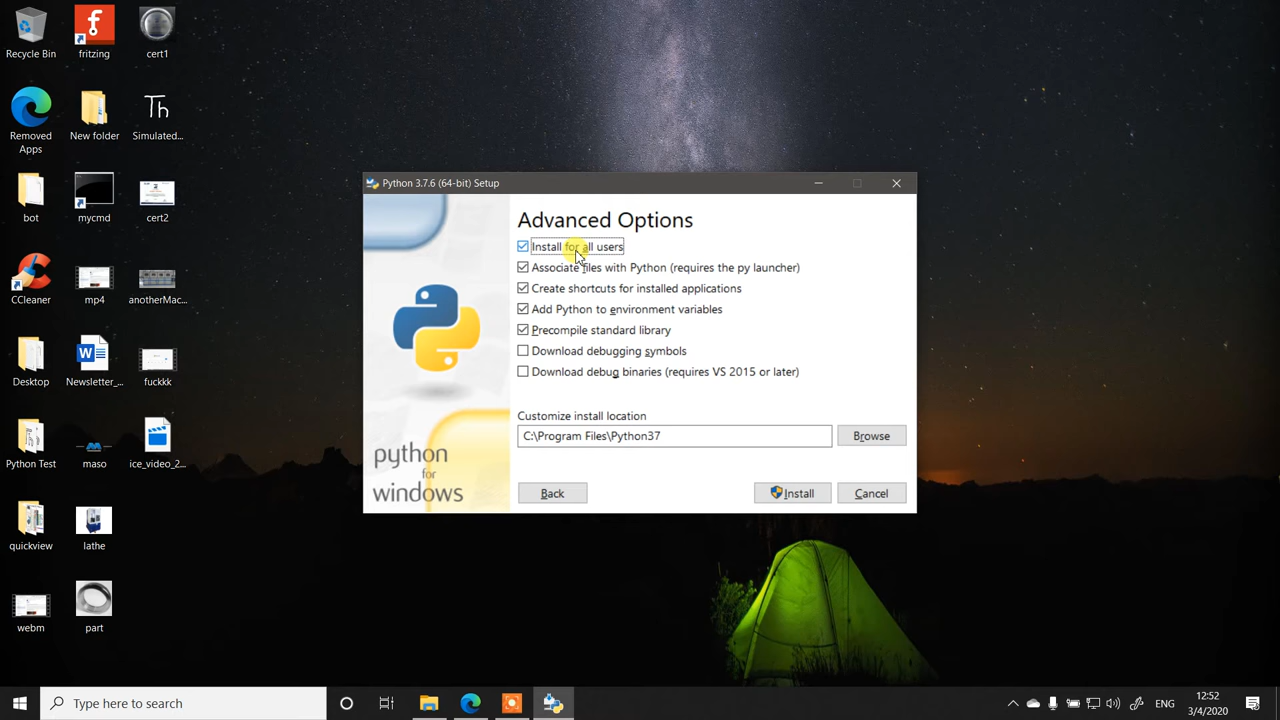 Recycle Bin
fritzing
cert1
Removed Apps
New folder
Th
Simulated...
bot
mycmd
cert2
CCleaner
mp4
anotherMac...
Desktop
Newsletter_...
fuckkk
Python Test
maso
ice_video_2...
quickview
lathe
webm
part
Python 3.7.6 (64-bit) Setup
Advanced Options
Install for all users
Associate files with Python (requires the py launcher)
Create shortcuts for installed applications
Add Python to environment variables
Precompile standard library
Download debugging symbols
Download debug binaries (requires VS 2015 or later)
Customize install location
C:\Program Files\Python37
Browse
python
for
windows
Back
Install
Cancel
Type here to search
ENG
12:52
3/4/2020